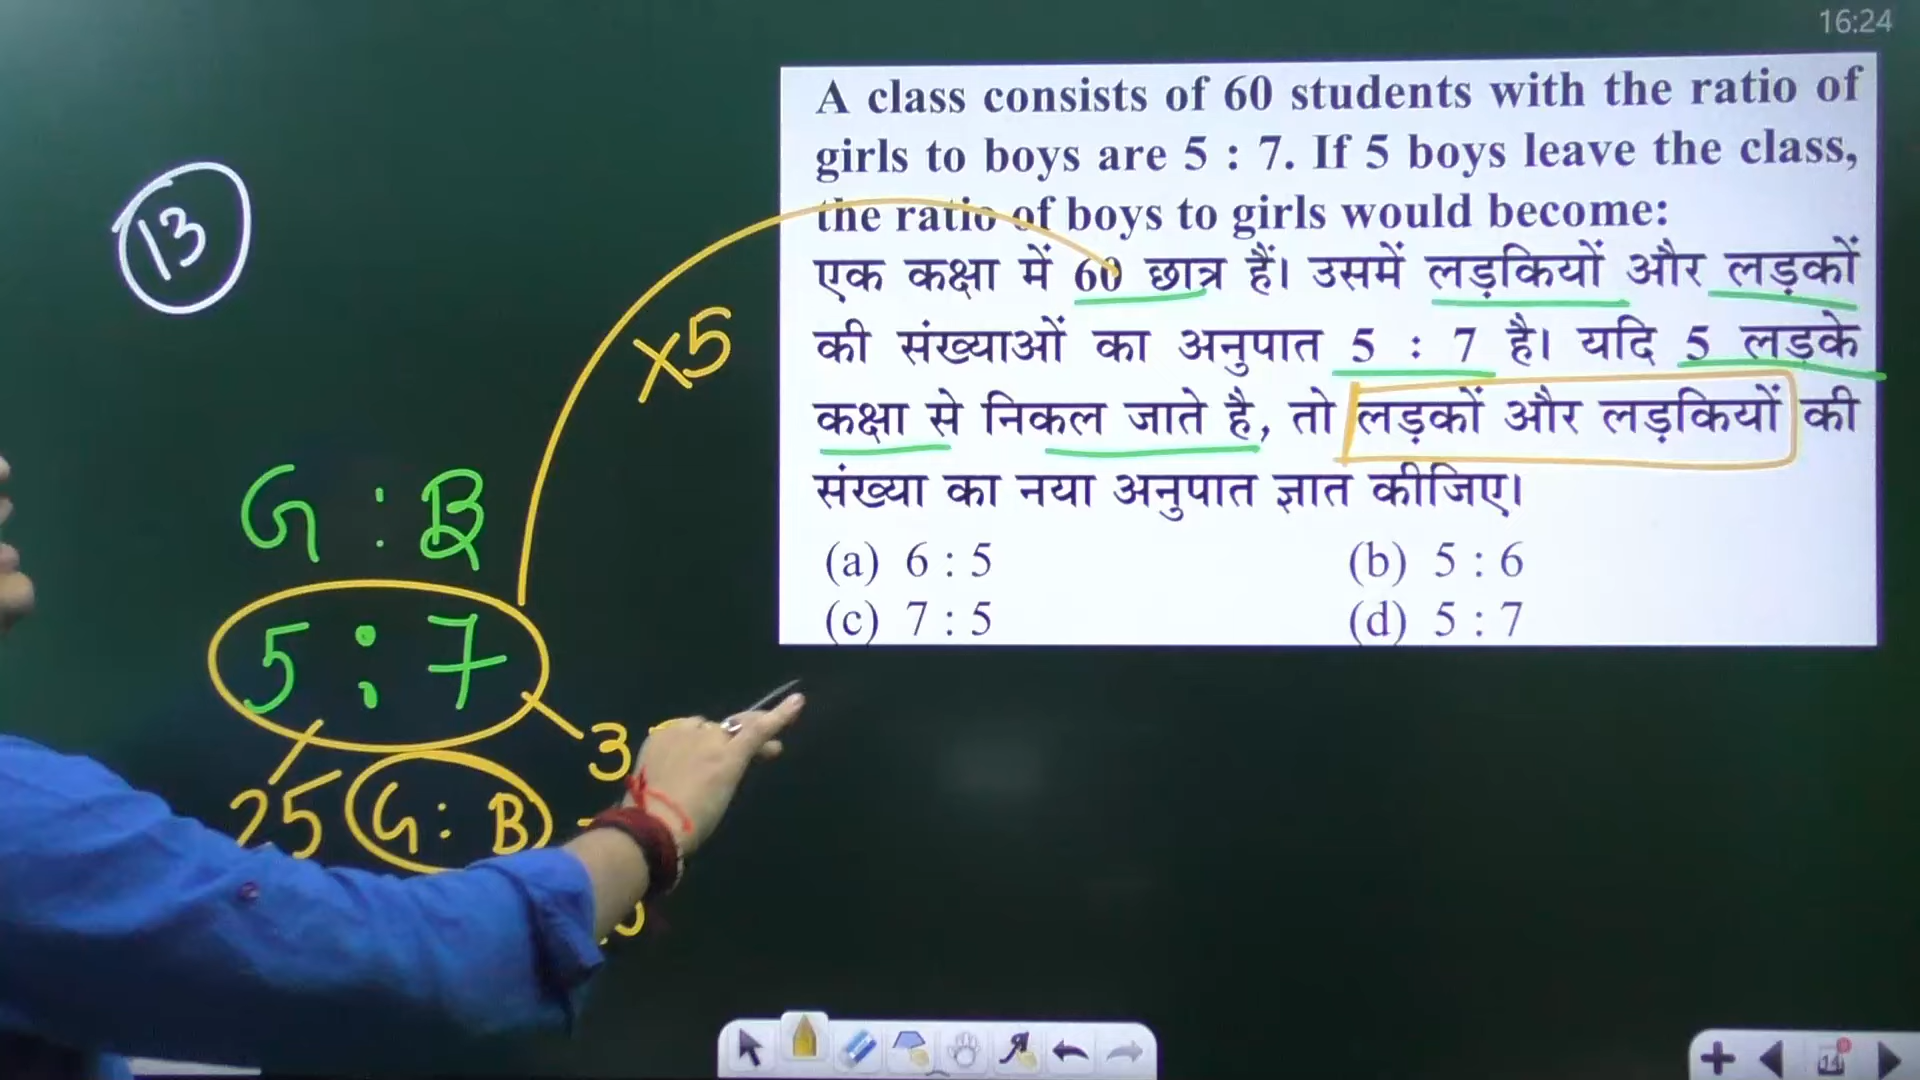 16:24
A class consists of 60 students with the ratio of
girls to boys are 5 : 7. If 5 boys leave the class,
the ratio of boys to girls would become:
एक कक्षा में 60 छात्र हैं। उसमें लड़कियों और लड़कों
की संख्याओं का अनुपात 5 : 7 है। यदि 5 लड़के
कक्षा से निकल जाते है, तो लड़कों और लड़कियों की
संख्या का नया अनुपात ज्ञात कीजिए।
(a) 6 : 5 (b) 5 : 6
(c) 7 : 5 (d) 5 : 7
13
×5
G : B
5 : 7
25 G : B
14